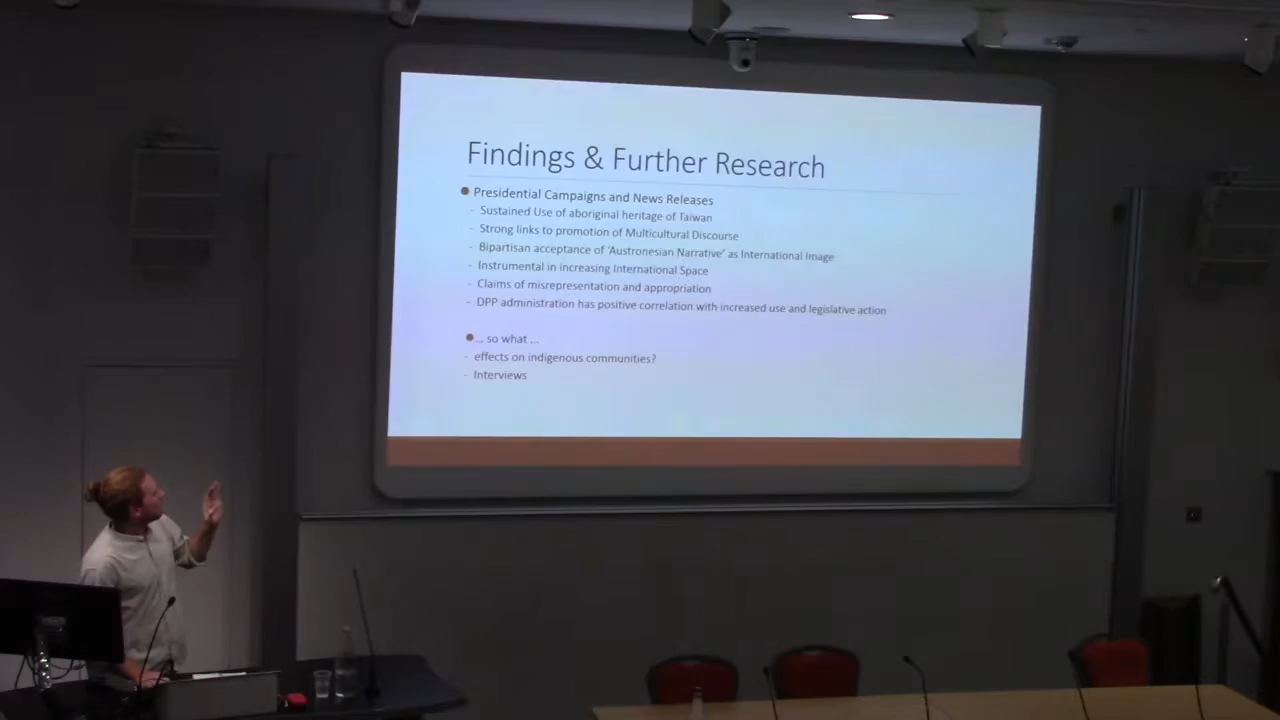 Findings & Further Research
Presidential Campaigns and News Releases
- Sustained Use of aboriginal heritage of Taiwan
- Strong links to promotion of Multicultural Discourse
- Bipartisan acceptance of ‘Austronesian Narrative’ as International Image
- Instrumental in increasing International Space
- Claims of misrepresentation and appropriation
- DPP administration has positive correlation with increased use and legislative action
... so what ...
- effects on indigenous communities?
- Interviews